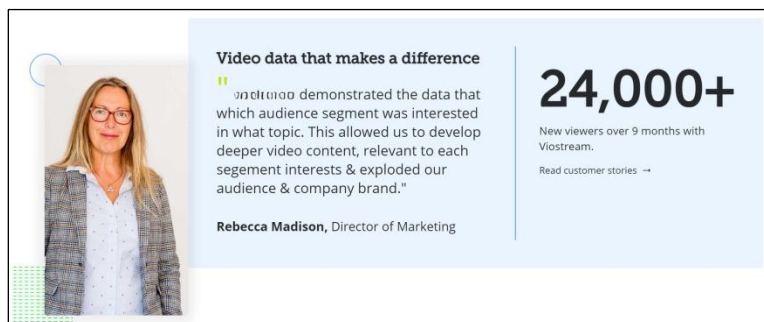 Video data that makes a difference
"
demonstrated the data that
which audience segment was interested
in what topic. This allowed us to develop
deeper video content, relevant to each
segement interests & exploded our
audience & company brand."
Rebecca Madison, Director of Marketing
24,000+
New viewers over 9 months with
Viostream.
Read customer stories →